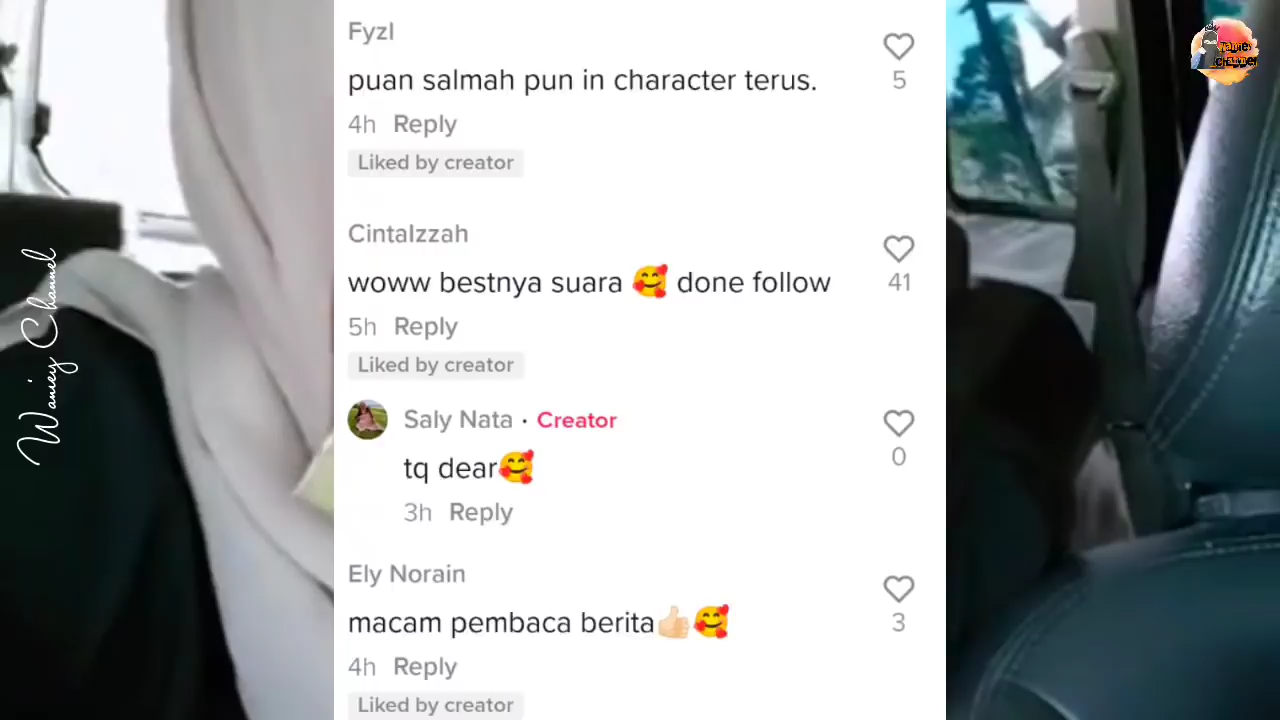 Fyzl
puan salmah pun in character terus.
5
4h Reply
Liked by creator
CintaIzzah
woww bestnya suara 🥰 done follow
41
5h Reply
Liked by creator
Saly Nata · Creator
tq dear🥰
0
3h Reply
Ely Norain
macam pembaca berita👍🏻🥰
3
4h Reply
Liked by creator
Waniey Channel